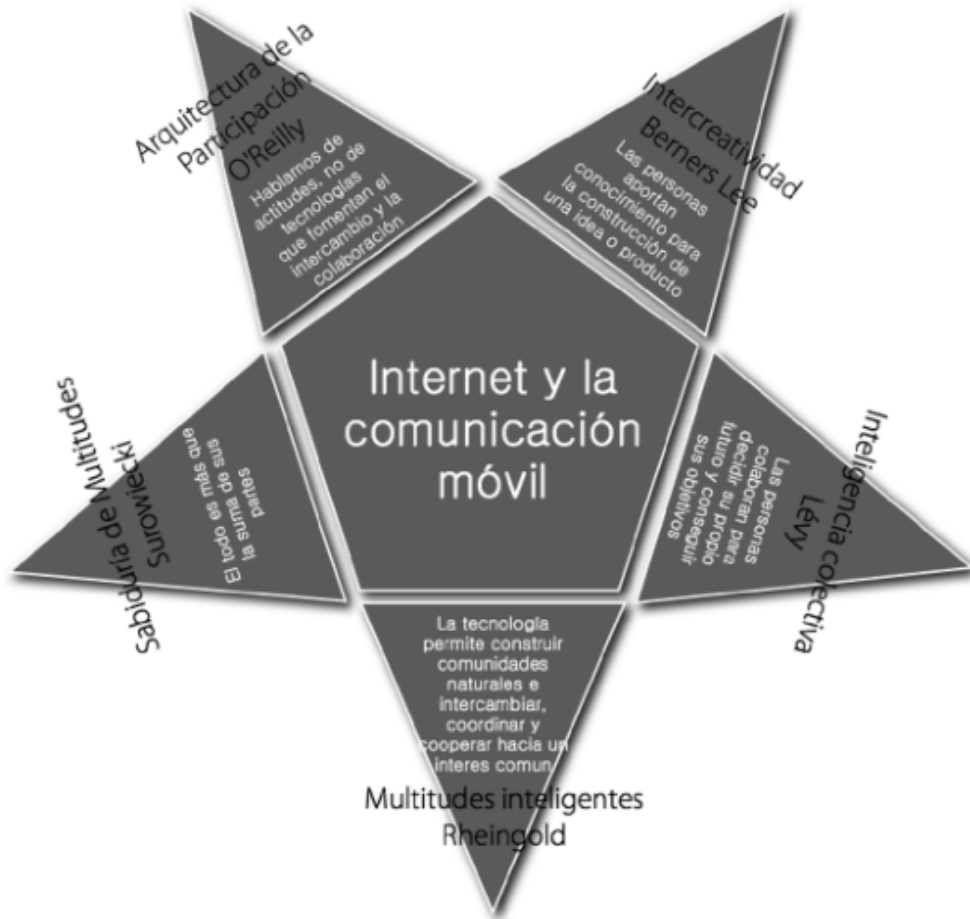 Arquitectura de la
Participación
O'Reilly
Hablamos de
actitudes, no de
tecnologías
que fomentan el
intercambio y la
colaboración
Intercreatividad
Berners Lee
Las personas
aportan
conocimiento para
la construcción de
una idea o producto
Internet y la
comunicación
móvil
Sabiduría de Multitudes
Surowiecki
El todo es más que
la suma de sus
partes
Inteligencia colectiva
Lévy
Las personas
colaboran para
decidir su propio
futuro y conseguir
sus objetivos
La tecnología
permite construir
comunidades
naturales e
intercambiar,
coordinar y
cooperar hacia un
interes comun
Multitudes inteligentes
Rheingold